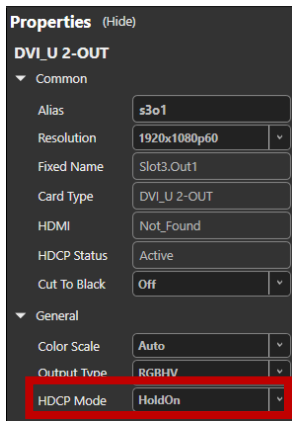 Properties (Hide)
DVI_U 2-OUT
Common
Alias s3o1
Resolution 1920x1080p60
Fixed Name Slot3.Out1
Card Type DVI_U 2-OUT
HDMI Not_Found
HDCP Status Active
Cut To Black Off
General
Color Scale Auto
Output Type RGBHV
HDCP Mode HoldOn